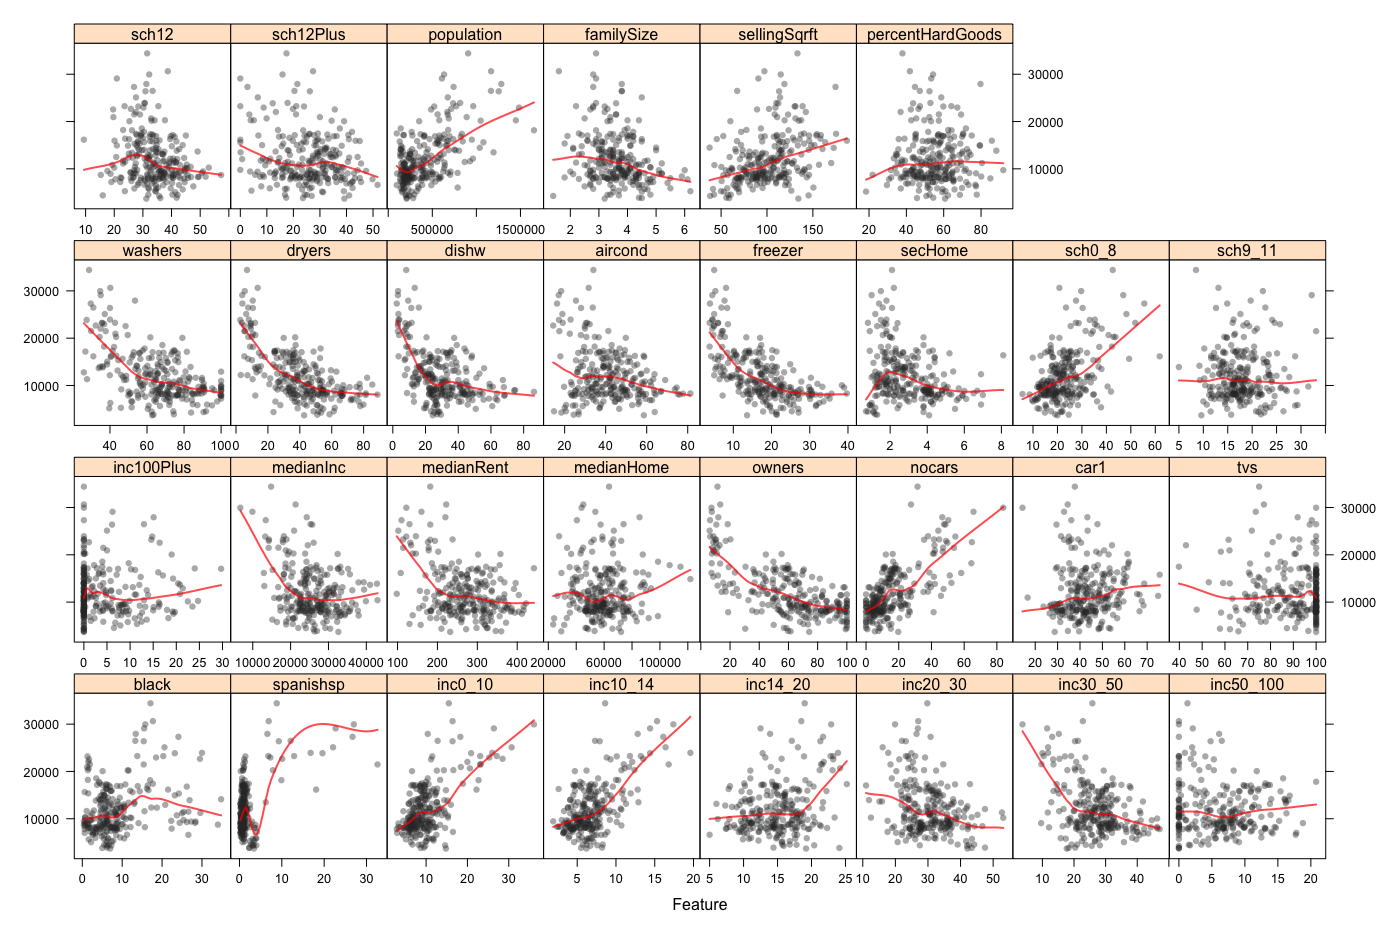 sch12 sch12Plus population familySize sellingSqrft percentHardGoods
30000
20000
10000
10 20 30 40 50 0 10 20 30 40 50 500000 1500000 2 3 4 5 6 50 100 150 20 40 60 80
washers dryers dishw aircond freezer secHome sch0_8 sch9_11
30000
20000
10000
40 60 80 100 0 20 40 60 80 0 20 40 60 80 20 40 60 80 10 20 30 40 2 4 6 8 10 20 30 40 50 60 5 10 15 20 25 30
inc100Plus medianInc medianRent medianHome owners nocars car1 tvs
30000
20000
10000
0 5 10 15 20 25 30 10000 20000 30000 40000 100 200 300 400 20000 60000 100000 20 40 60 80 100 0 20 40 60 80 20 30 40 50 60 70 40 50 60 70 80 90 100
black spanishsp inc0_10 inc10_14 inc14_20 inc20_30 inc30_50 inc50_100
30000
20000
10000
0 10 20 30 0 10 20 30 10 20 30 5 10 15 20 5 10 15 20 25 10 20 30 40 50 10 20 30 40 0 5 10 15 20
Feature